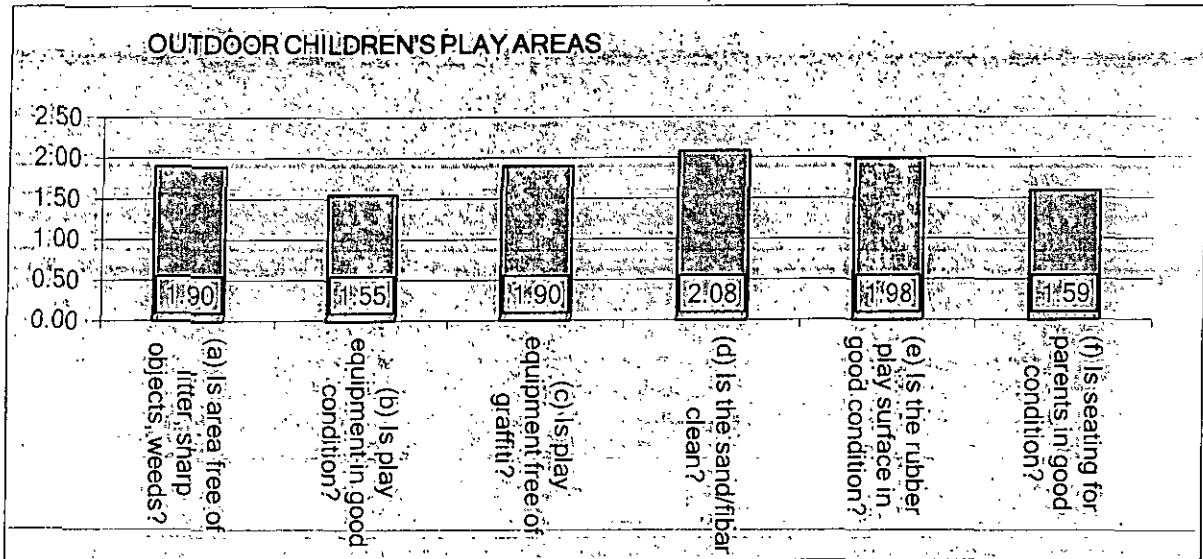 OUTDOOR CHILDREN'S PLAY AREAS
2.50
2.00
1.50
1.00
0.50
0.00
1.90
1.55
1.90
2.08
1.98
1.59
(a) Is area free of
litter, sharp
objects, weeds?
(b) Is play
equipment in good
condition?
(c) Is play
equipment free of
graffiti?
(d) Is the sand/fibar
clean?
(e) Is the rubber
play surface in
good condition?
(f) Is seating for
parents in good
condition?